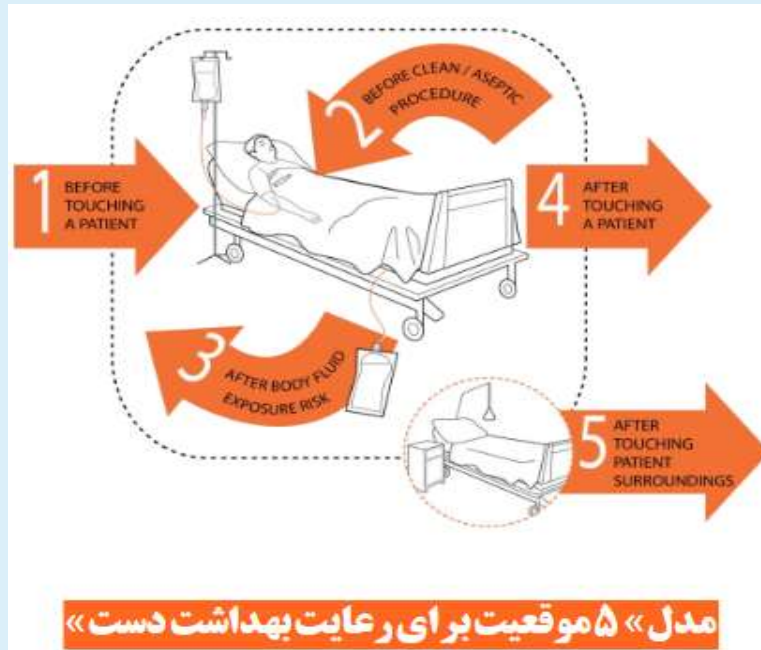 1
BEFORE
TOUCHING
A PATIENT
2
BEFORE CLEAN / ASEPTIC
PROCEDURE
3
AFTER BODY FLUID
EXPOSURE RISK
4
AFTER
TOUCHING
A PATIENT
5
AFTER
TOUCHING
PATIENT
SURROUNDINGS
مدل» ۵ موقعیت برای رعایت بهداشت دست»